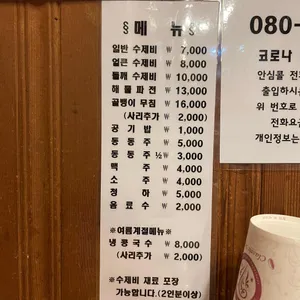 §메 뉴§
일반 수제비 ₩ 7,000
얼큰 수제비 ₩ 8,000
들깨 수제비 ₩ 10,000
해물파전 ₩ 13,000
골뱅이 무침 ₩ 16,000
(사리추가 ₩ 2,000)
공기밥 ₩ 1,000
동동주 ₩ 5,000
동동주 ½ ₩ 3,000
맥주 ₩ 4,000
소주 ₩ 4,000
청하 ₩ 5,000
음료수 ₩ 2,000
※여름계절메뉴※
냉콩국수 ₩ 8,000
(사리추가 ₩ 2,000)
※수제비 재료 포장
가능합니다.(2인분이상)
080-
코로나
안심콜 전
출입하시는
위 번호로
전화요금
개인정보는